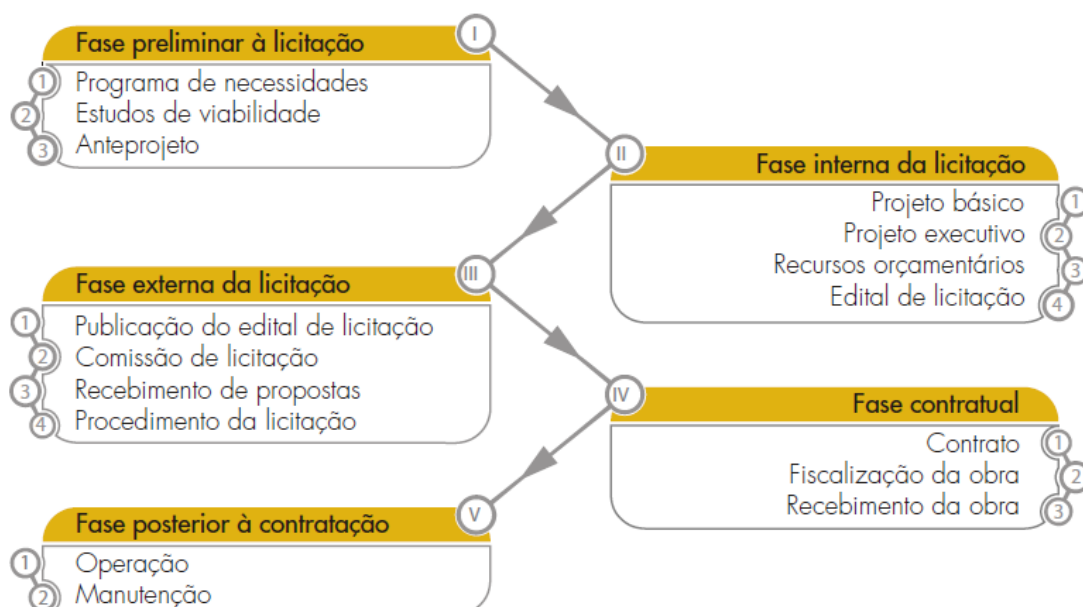 Fase preliminar à licitação
I
1 Programa de necessidades
2 Estudos de viabilidade
3 Anteprojeto
II
Fase interna da licitação
Projeto básico 1
Projeto executivo 2
Recursos orçamentários 3
Edital de licitação 4
Fase externa da licitação
III
1 Publicação do edital de licitação
2 Comissão de licitação
3 Recebimento de propostas
4 Procedimento da licitação
IV
Fase contratual
Contrato 1
Fiscalização da obra 2
Recebimento da obra 3
Fase posterior à contratação
V
1 Operação
2 Manutenção